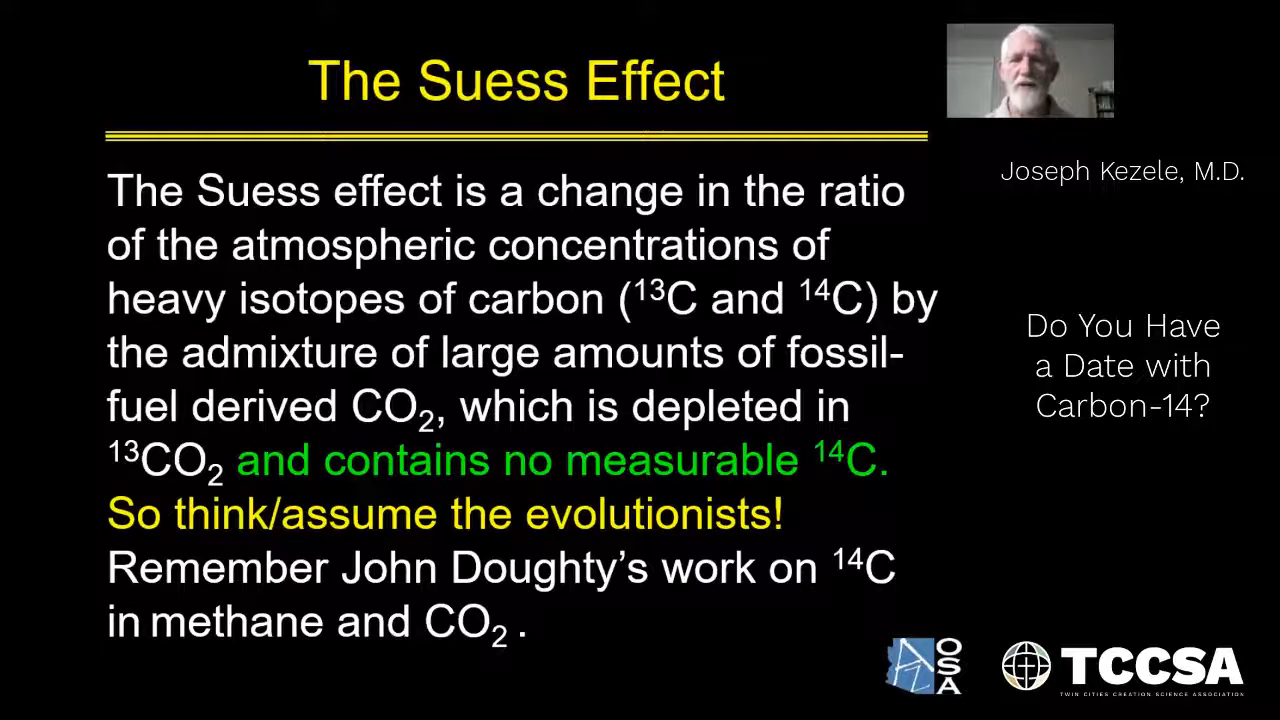 The Suess Effect
The Suess effect is a change in the ratio
of the atmospheric concentrations of
heavy isotopes of carbon (¹³C and ¹⁴C) by
the admixture of large amounts of fossil-
fuel derived CO₂, which is depleted in
¹³CO₂ and contains no measurable ¹⁴C.
So think/assume the evolutionists!
Remember John Doughty's work on ¹⁴C
in methane and CO₂ .
Joseph Kezele, M.D.
Do You Have
a Date with
Carbon-14?
AZ
OSA
TCCSA
TWIN CITIES CREATION SCIENCE ASSOCIATION